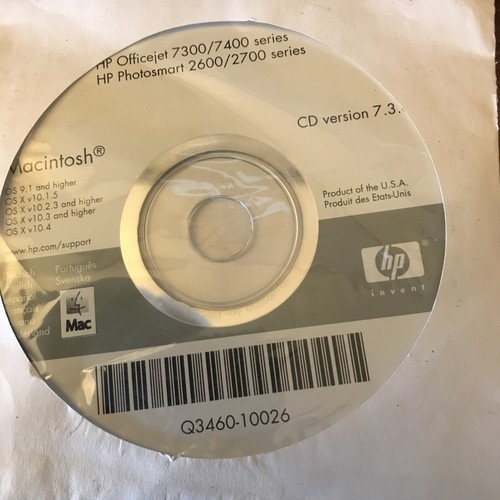 HP Officejet 7300/7400 series
HP Photosmart 2600/2700 series
CD version 7.3.
Macintosh®
OS 9.1 and higher
OS X v10.1.5
OS X v10.2.3 and higher
OS X v10.3 and higher
OS X v10.4
www.hp.com/support
Product of the U.S.A.
Produit des Etats-Unis
Português
Svenska
Mac
hp
invent
Q3460-10026